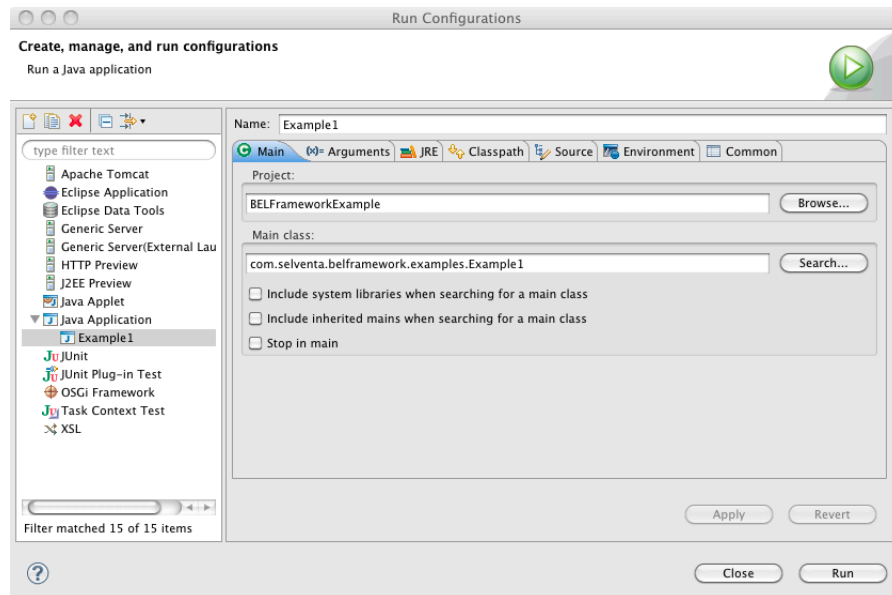 Run Configurations
Create, manage, and run configurations
Run a Java application
type filter text
Apache Tomcat
Eclipse Application
Eclipse Data Tools
Generic Server
Generic Server(External Lau
HTTP Preview
J2EE Preview
Java Applet
Java Application
Example1
JUnit
JUnit Plug-in Test
OSGi Framework
Task Context Test
XSL
Filter matched 15 of 15 items
Name: Example1
Main (x)= Arguments JRE Classpath Source Environment Common
Project:
BELFrameworkExample Browse...
Main class:
com.selventa.belframework.examples.Example1 Search...
Include system libraries when searching for a main class
Include inherited mains when searching for a main class
Stop in main
Apply Revert
? Close Run